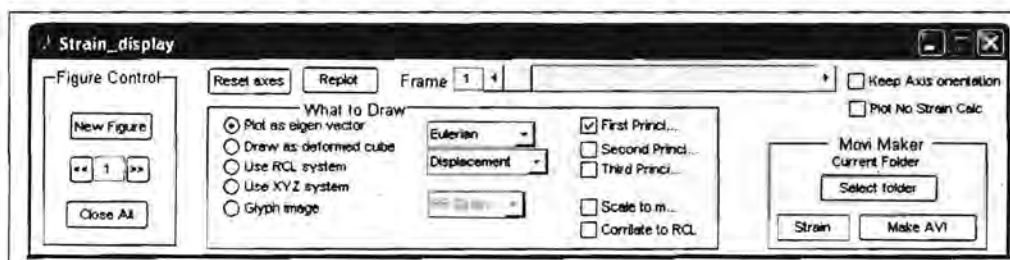 Strain_display
Figure Control
New Figure
<< 1 >>
Close All
Reset axes Replot Frame 1
What to Draw
Plot as eigen vector
Draw as deformed cube
Use RCL system
Use XYZ system
Glyph image
Eulerian
Displacement
First Princi...
Second Princi...
Third Princi...
Scale to m...
Corrilate to RCL
Keep Axis orientation
Plot No Strain Calc
Movi Maker
Current Folder
Select folder
Strain Make AVI